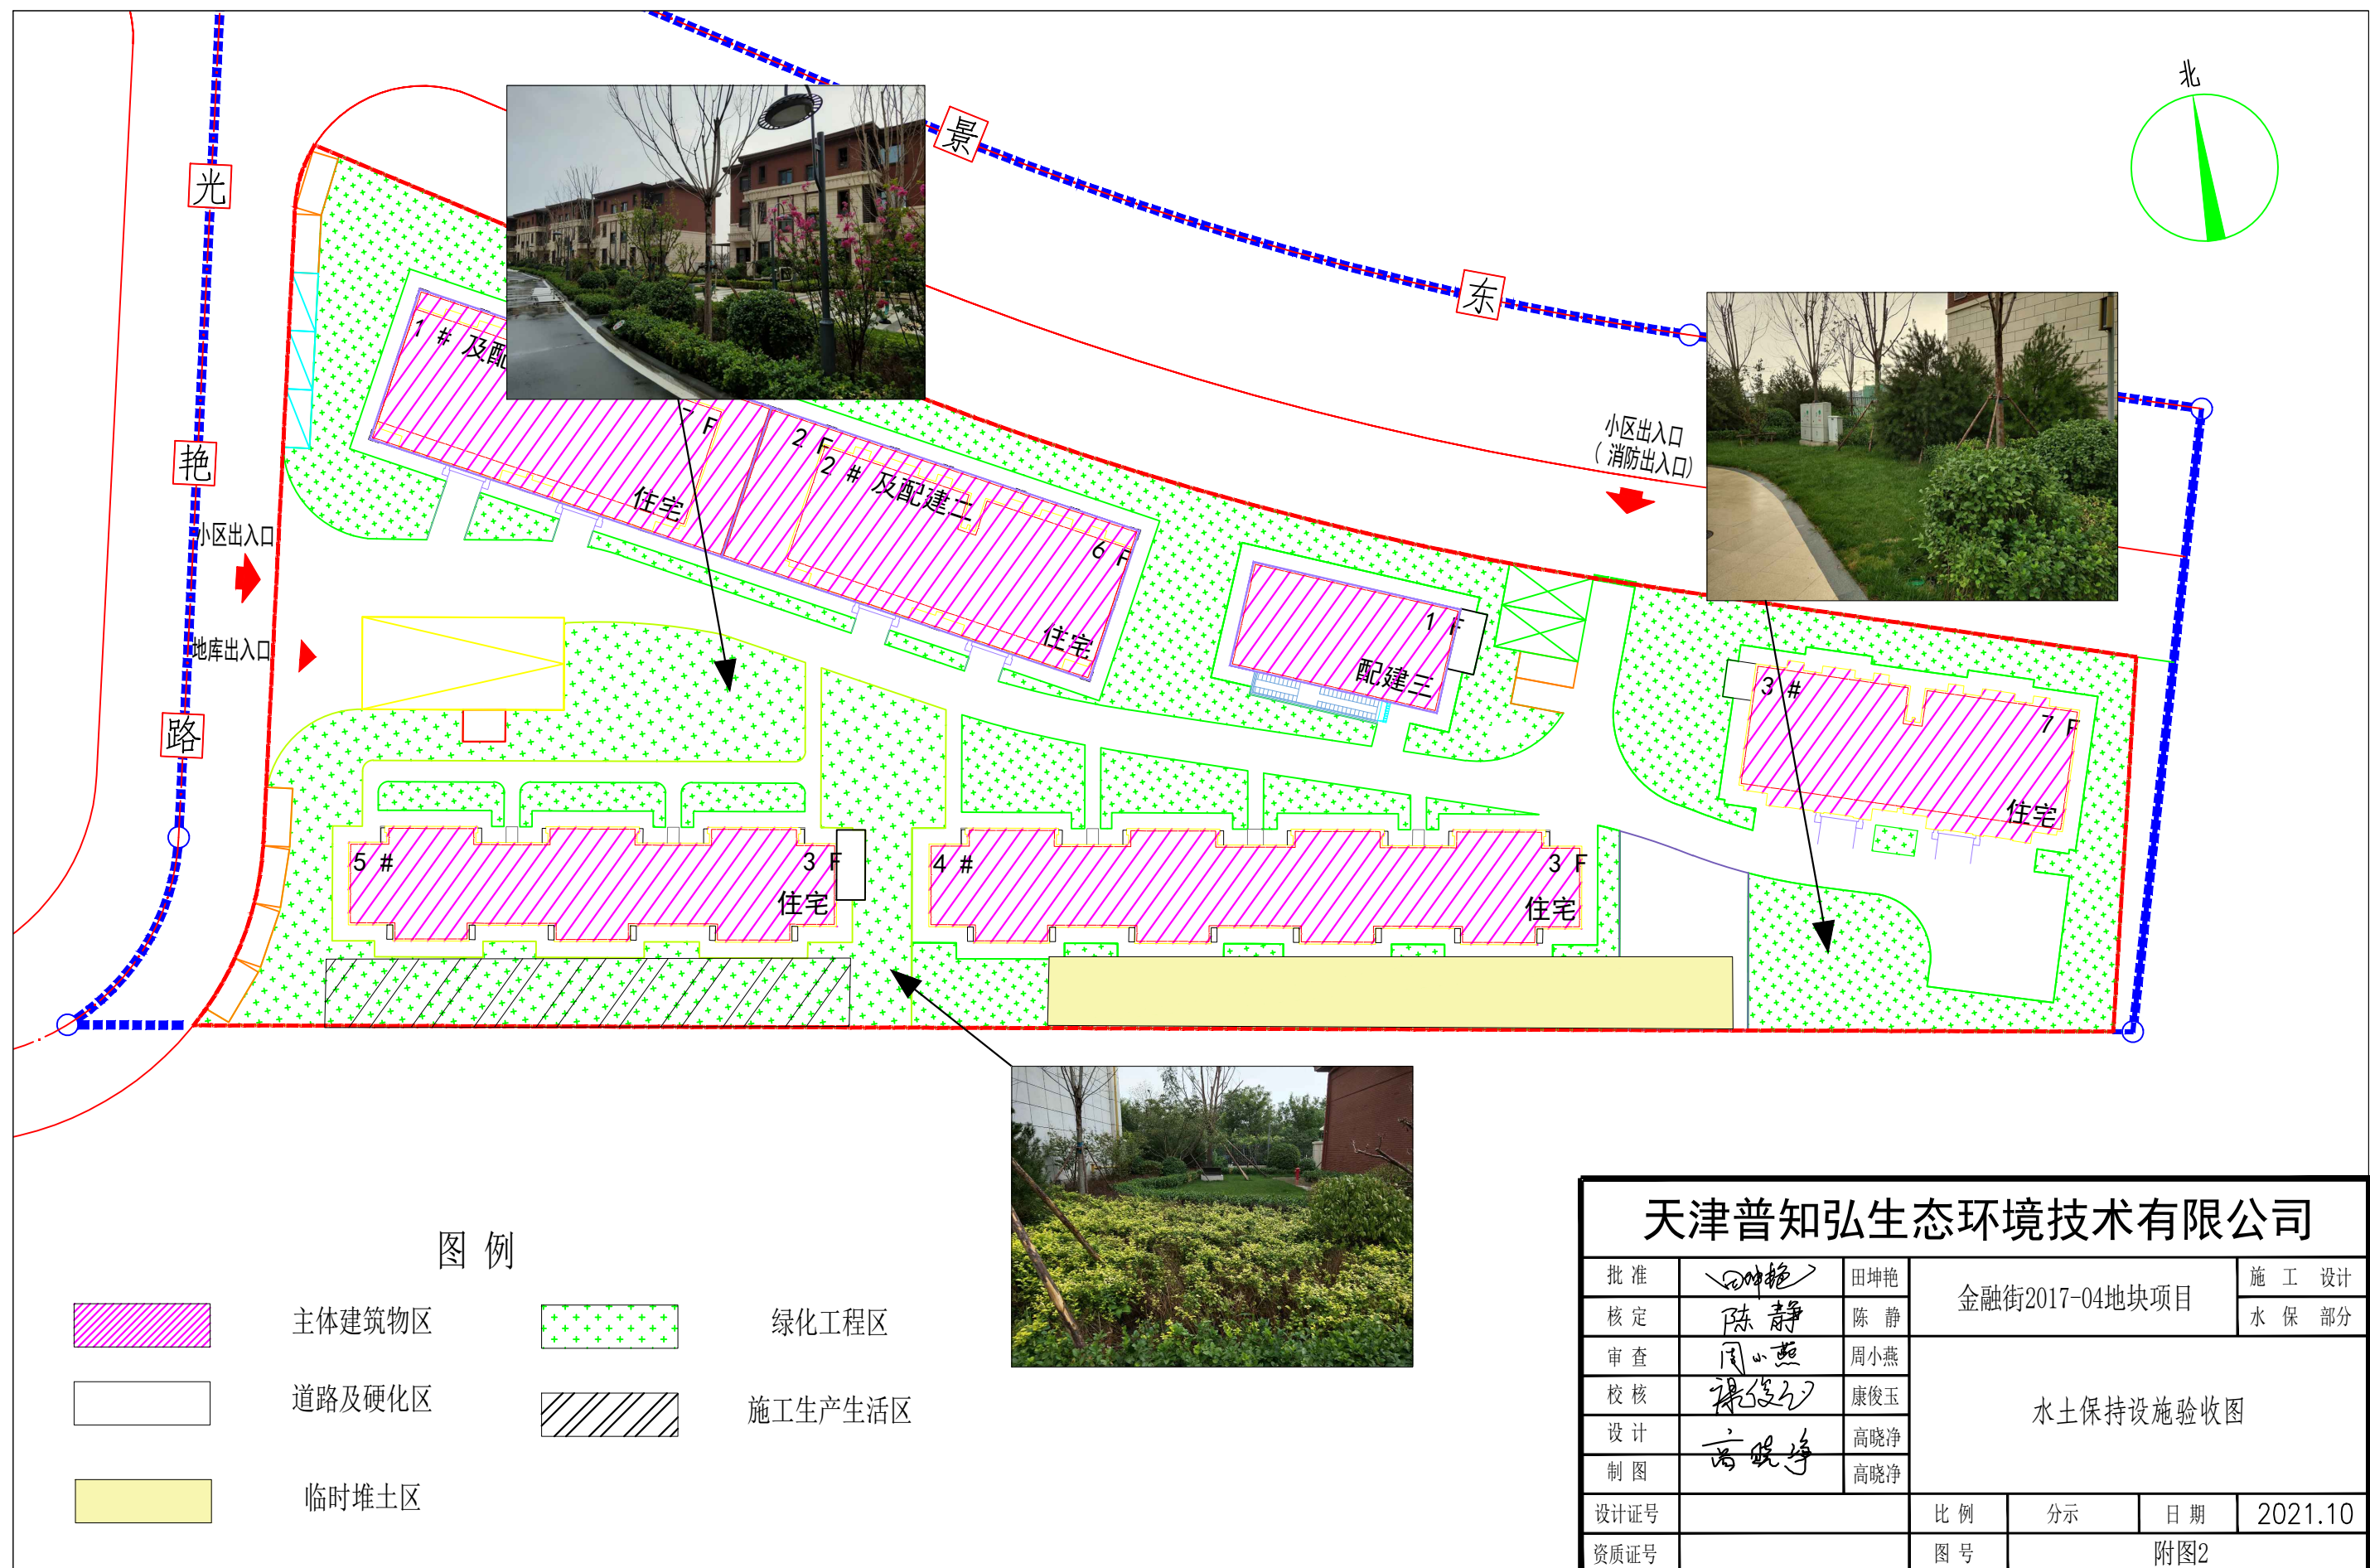 北
光
艳
路
景
东
小区出入口
（消防出入口）
小区出入口
地库出入口
1 # 及配
7 F
住宅
2 F
2 # 及配建二
6 F
住宅
1 F
配建三
3 #
7 F
住宅
5 #
3 F
住宅
4 #
3 F
住宅
图 例
主体建筑物区
绿化工程区
道路及硬化区
施工生产生活区
临时堆土区
天津普知弘生态环境技术有限公司
批 准 田坤艳 田坤艳
金融街2017-04地块项目
施 工 设计
核 定 陈静 陈 静
水 保 部分
审 查 周小燕 周小燕
校 核 康俊玉
水土保持设施验收图
设 计 高晓净 高晓净
制 图 高晓净
设计证号
比 例 分示 日 期 2021.10
资质证号
图 号 附图2